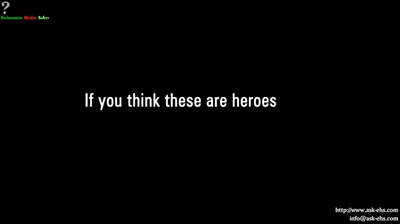 ?
If you think these are heroes
http://www.ask-ehs.com
info@ask-ehs.com